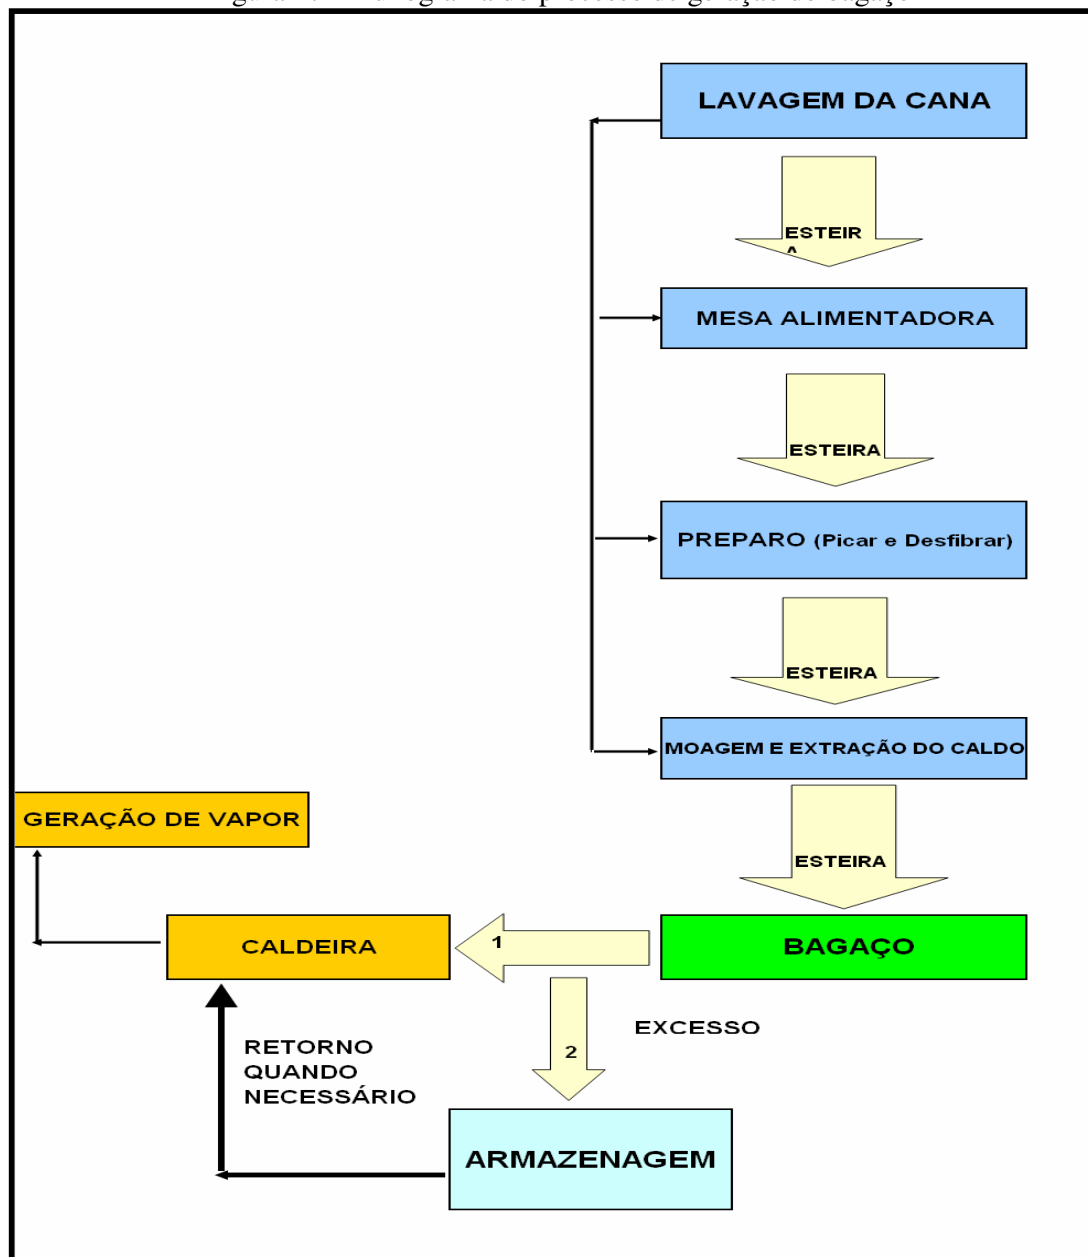 LAVAGEM DA CANA
ESTEIR
A
MESA ALIMENTADORA
ESTEIRA
PREPARO (Picar e Desfibrar)
ESTEIRA
MOAGEM E EXTRAÇÃO DO CALDO
GERAÇÃO DE VAPOR
ESTEIRA
CALDEIRA
1
BAGAÇO
EXCESSO
2
RETORNO
QUANDO
NECESSÁRIO
ARMAZENAGEM